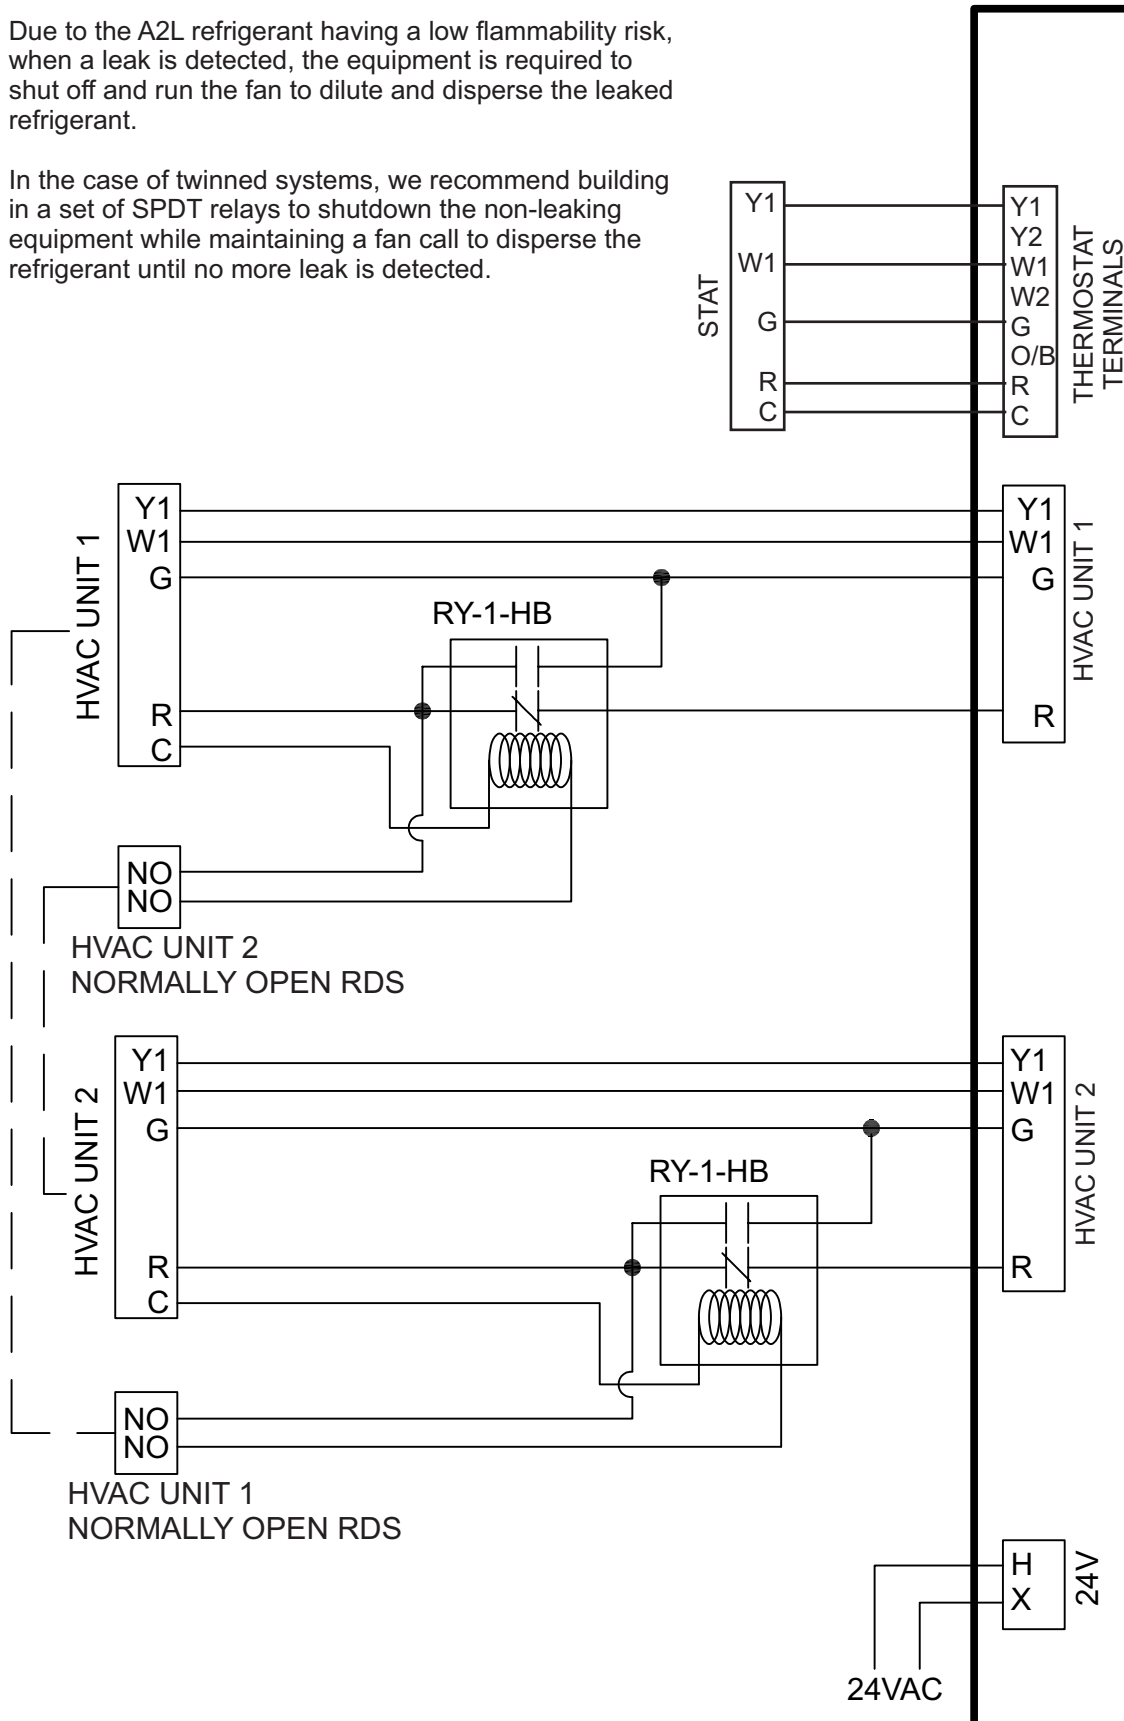 Due to the A2L refrigerant having a low flammability risk,
when a leak is detected, the equipment is required to
shut off and run the fan to dilute and disperse the leaked
refrigerant.
In the case of twinned systems, we recommend building
in a set of SPDT relays to shutdown the non-leaking
equipment while maintaining a fan call to disperse the
refrigerant until no more leak is detected.
STAT
Y1
W1
G
R
C
Y1
Y2
W1
W2
G
O/B
R
C
THERMOSTAT
TERMINALS
HVAC UNIT 1
Y1
W1
G
R
C
RY-1-HB
Y1
W1
G
R
HVAC UNIT 1
NO
NO
HVAC UNIT 2
NORMALLY OPEN RDS
HVAC UNIT 2
Y1
W1
G
R
C
RY-1-HB
Y1
W1
G
R
HVAC UNIT 2
NO
NO
HVAC UNIT 1
NORMALLY OPEN RDS
H
X
24V
24VAC